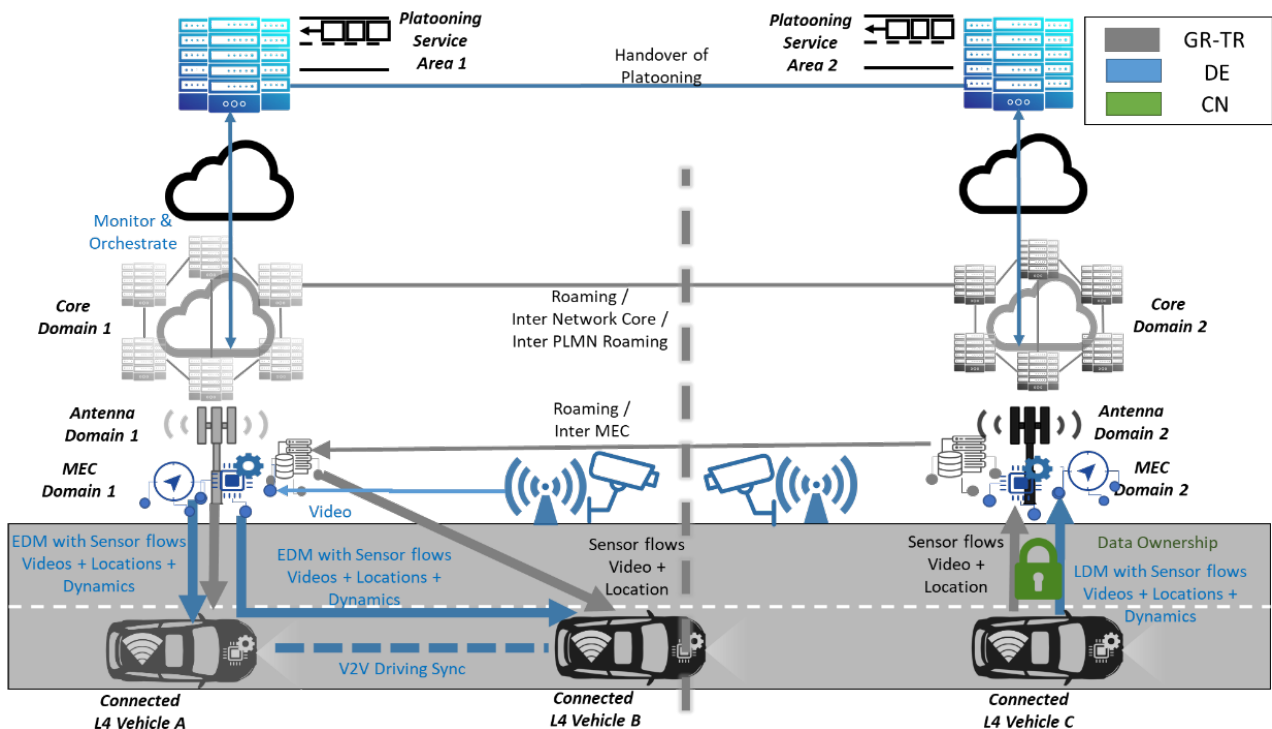 Platooning
Service
Area 1
Handover of
Platooning
Platooning
Service
Area 2
GR-TR
DE
CN
Monitor &
Orchestrate
Core
Domain 1
Roaming /
Inter Network Core /
Inter PLMN Roaming
Core
Domain 2
Antenna
Domain 1
Roaming /
Inter MEC
Antenna
Domain 2
MEC
Domain 1
MEC
Domain 2
Video
EDM with Sensor flows
Videos + Locations +
Dynamics
EDM with Sensor flows
Videos + Locations +
Dynamics
Sensor flows
Video +
Location
Sensor flows
Video +
Location
Data Ownership
LDM with Sensor flows
Videos + Locations +
Dynamics
V2V Driving Sync
Connected
L4 Vehicle A
Connected
L4 Vehicle B
Connected
L4 Vehicle C